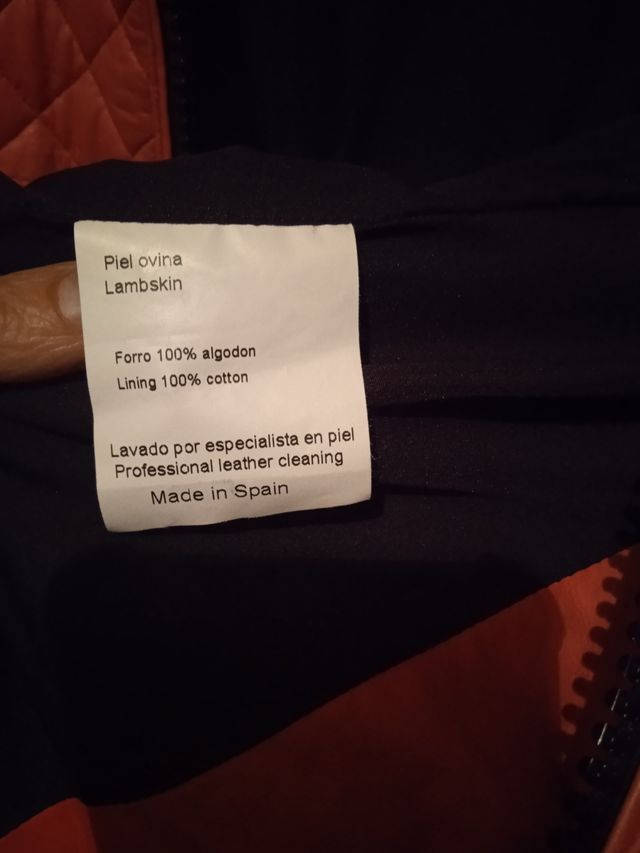 Piel ovina
Lambskin
Forro 100% algodon
Lining 100% cotton
Lavado por especialista en piel
Professional leather cleaning
Made in Spain